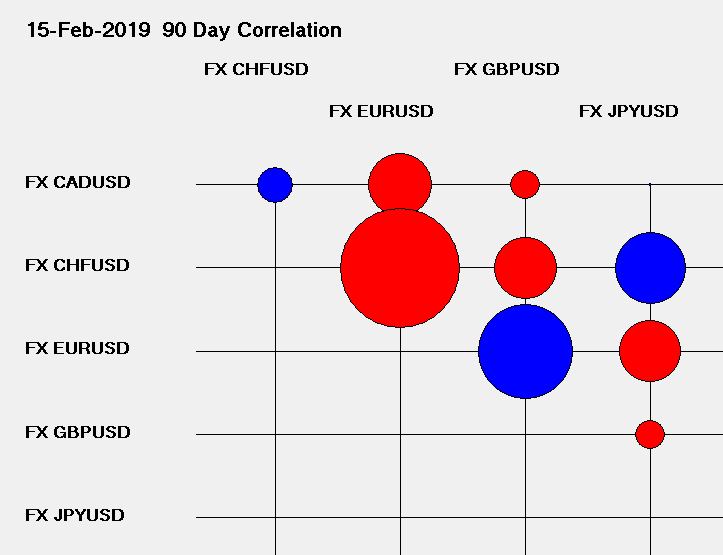 15-Feb-2019  90 Day Correlation
FX CHFUSD FX GBPUSD
FX EURUSD FX JPYUSD
FX CADUSD
FX CHFUSD
FX EURUSD
FX GBPUSD
FX JPYUSD